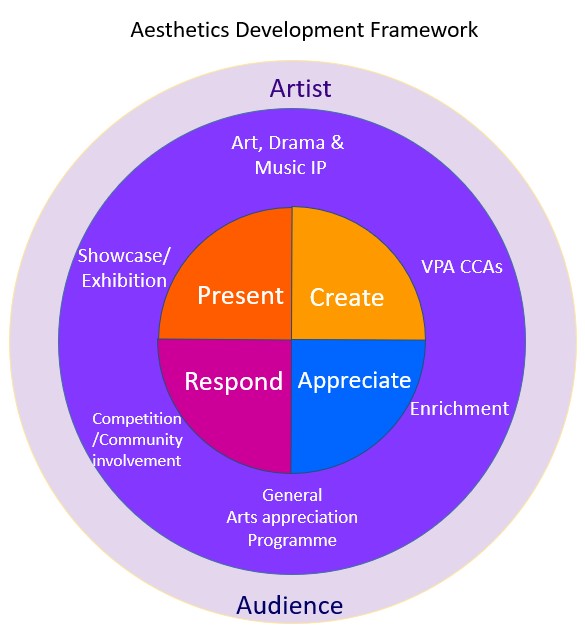 Aesthetics Development Framework
Artist
Art, Drama &
Music IP
Showcase/
Exhibition
VPA CCAs
Present
Create
Respond
Appreciate
Enrichment
Competition
/Community
involvement
General
Arts appreciation
Programme
Audience